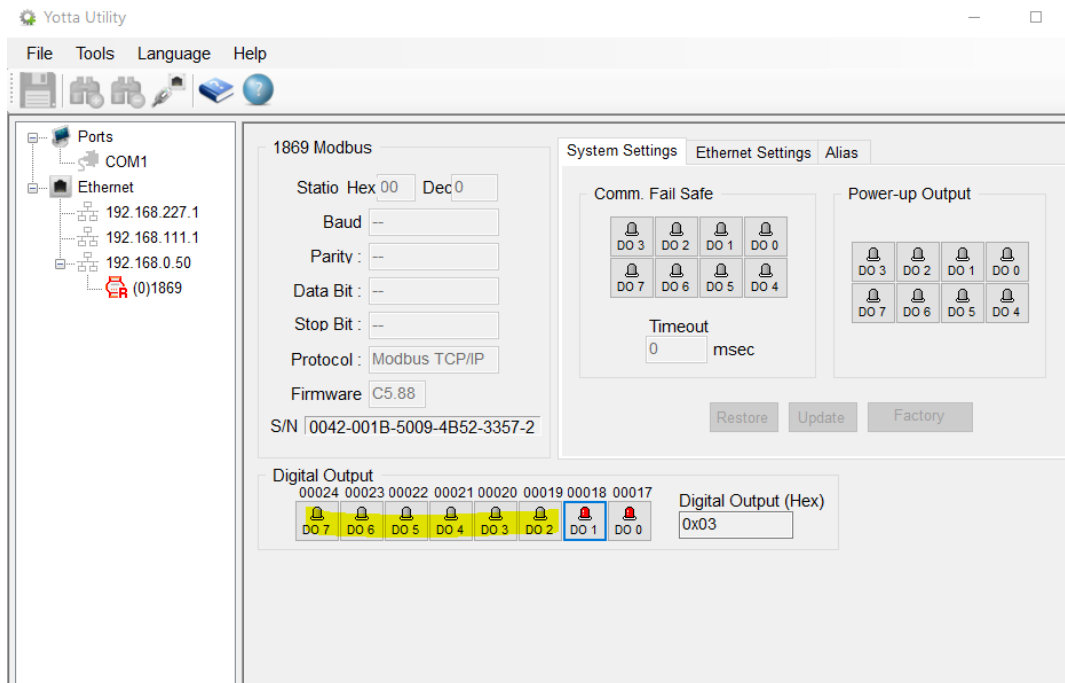 Yotta Utility
File Tools Language Help
Ports
COM1
Ethernet
192.168.227.1
192.168.111.1
192.168.0.50
(0)1869
1869 Modbus
Statio Hex 00 Dec 0
Baud --
Parity : --
Data Bit : --
Stop Bit : --
Protocol : Modbus TCP/IP
Firmware C5.88
S/N 0042-001B-5009-4B52-3357-2
System Settings Ethernet Settings Alias
Comm. Fail Safe
DO 3 DO 2 DO 1 DO 0
DO 7 DO 6 DO 5 DO 4
Timeout
0 msec
Power-up Output
DO 3 DO 2 DO 1 DO 0
DO 7 DO 6 DO 5 DO 4
Restore Update Factory
Digital Output
00024 00023 00022 00021 00020 00019 00018 00017
DO 7 DO 6 DO 5 DO 4 DO 3 DO 2 DO 1 DO 0
Digital Output (Hex)
0x03